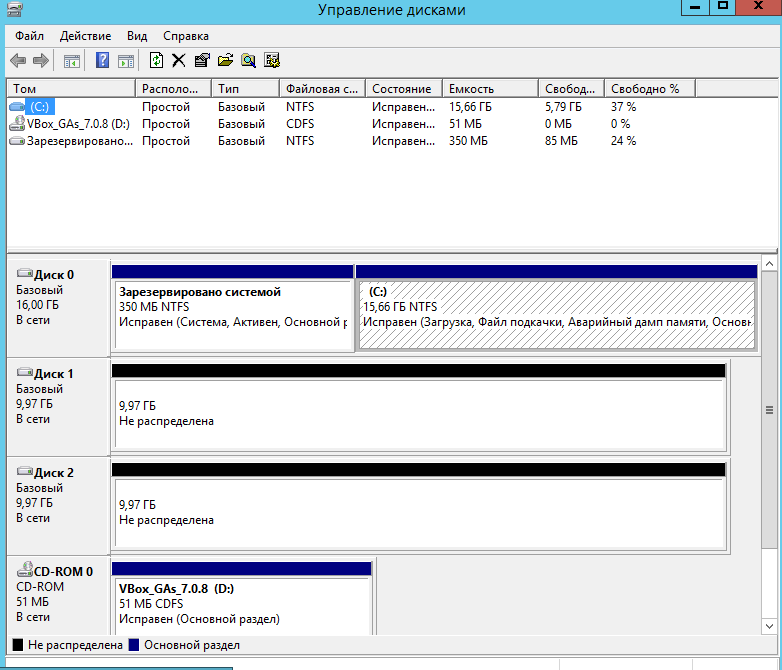 Управление дисками
Файл Действие Вид Справка
Том Располо... Тип Файловая с... Состояние Емкость Свобод... Свободно %
(C:) Простой Базовый NTFS Исправен... 15,66 ГБ 5,79 ГБ 37 %
VBox_GAs_7.0.8 (D:) Простой Базовый CDFS Исправен... 51 МБ 0 МБ 0 %
Зарезервировано... Простой Базовый NTFS Исправен... 350 МБ 85 МБ 24 %
Диск 0
Базовый
16,00 ГБ
В сети
Зарезервировано системой
350 МБ NTFS
Исправен (Система, Активен, Основной р
(C:)
15,66 ГБ NTFS
Исправен (Загрузка, Файл подкачки, Аварийный дамп памяти, Основн
Диск 1
Базовый
9,97 ГБ
В сети
9,97 ГБ
Не распределена
Диск 2
Базовый
9,97 ГБ
В сети
9,97 ГБ
Не распределена
CD-ROM 0
CD-ROM
51 МБ
В сети
VBox_GAs_7.0.8 (D:)
51 МБ CDFS
Исправен (Основной раздел)
Не распределена Основной раздел